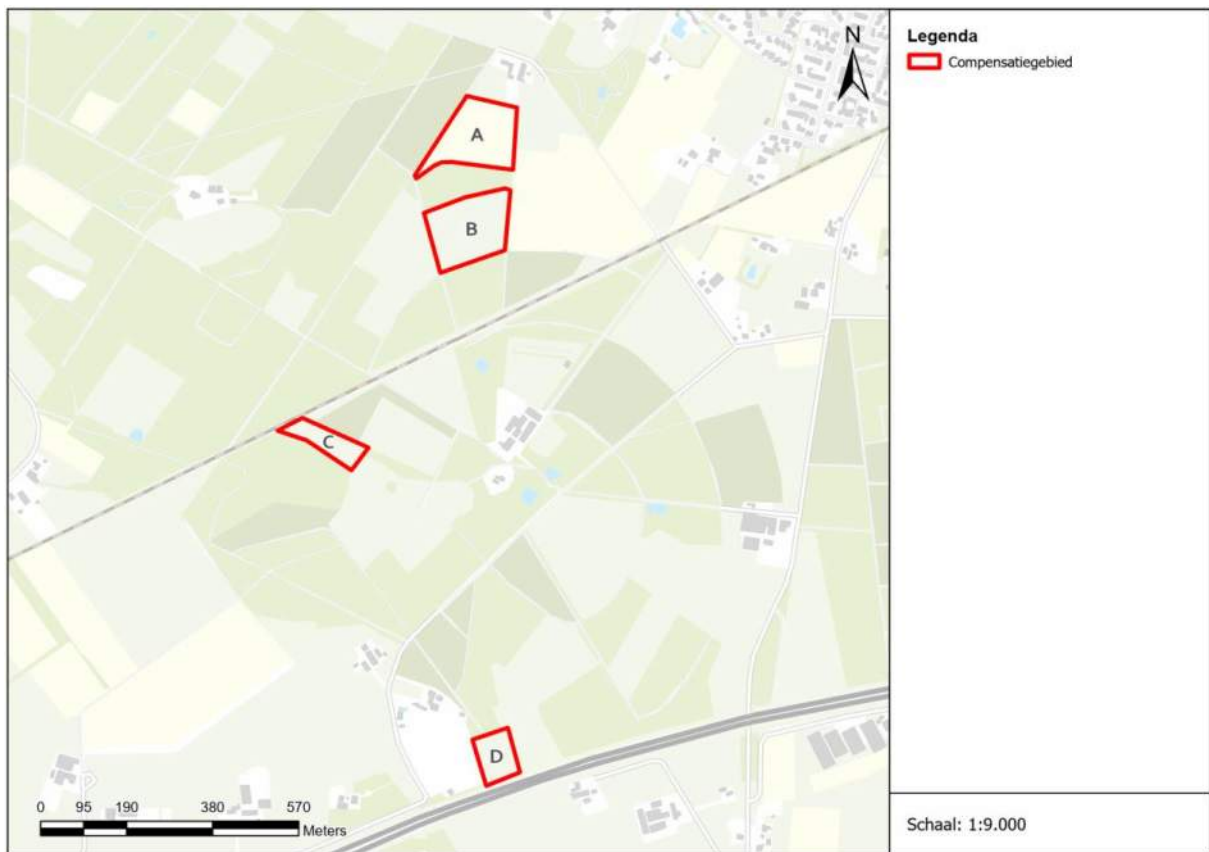 Legenda
Compensatiegebied
N
A
B
C
D
0 95 190 380 570
Meters
Schaal: 1:9.000